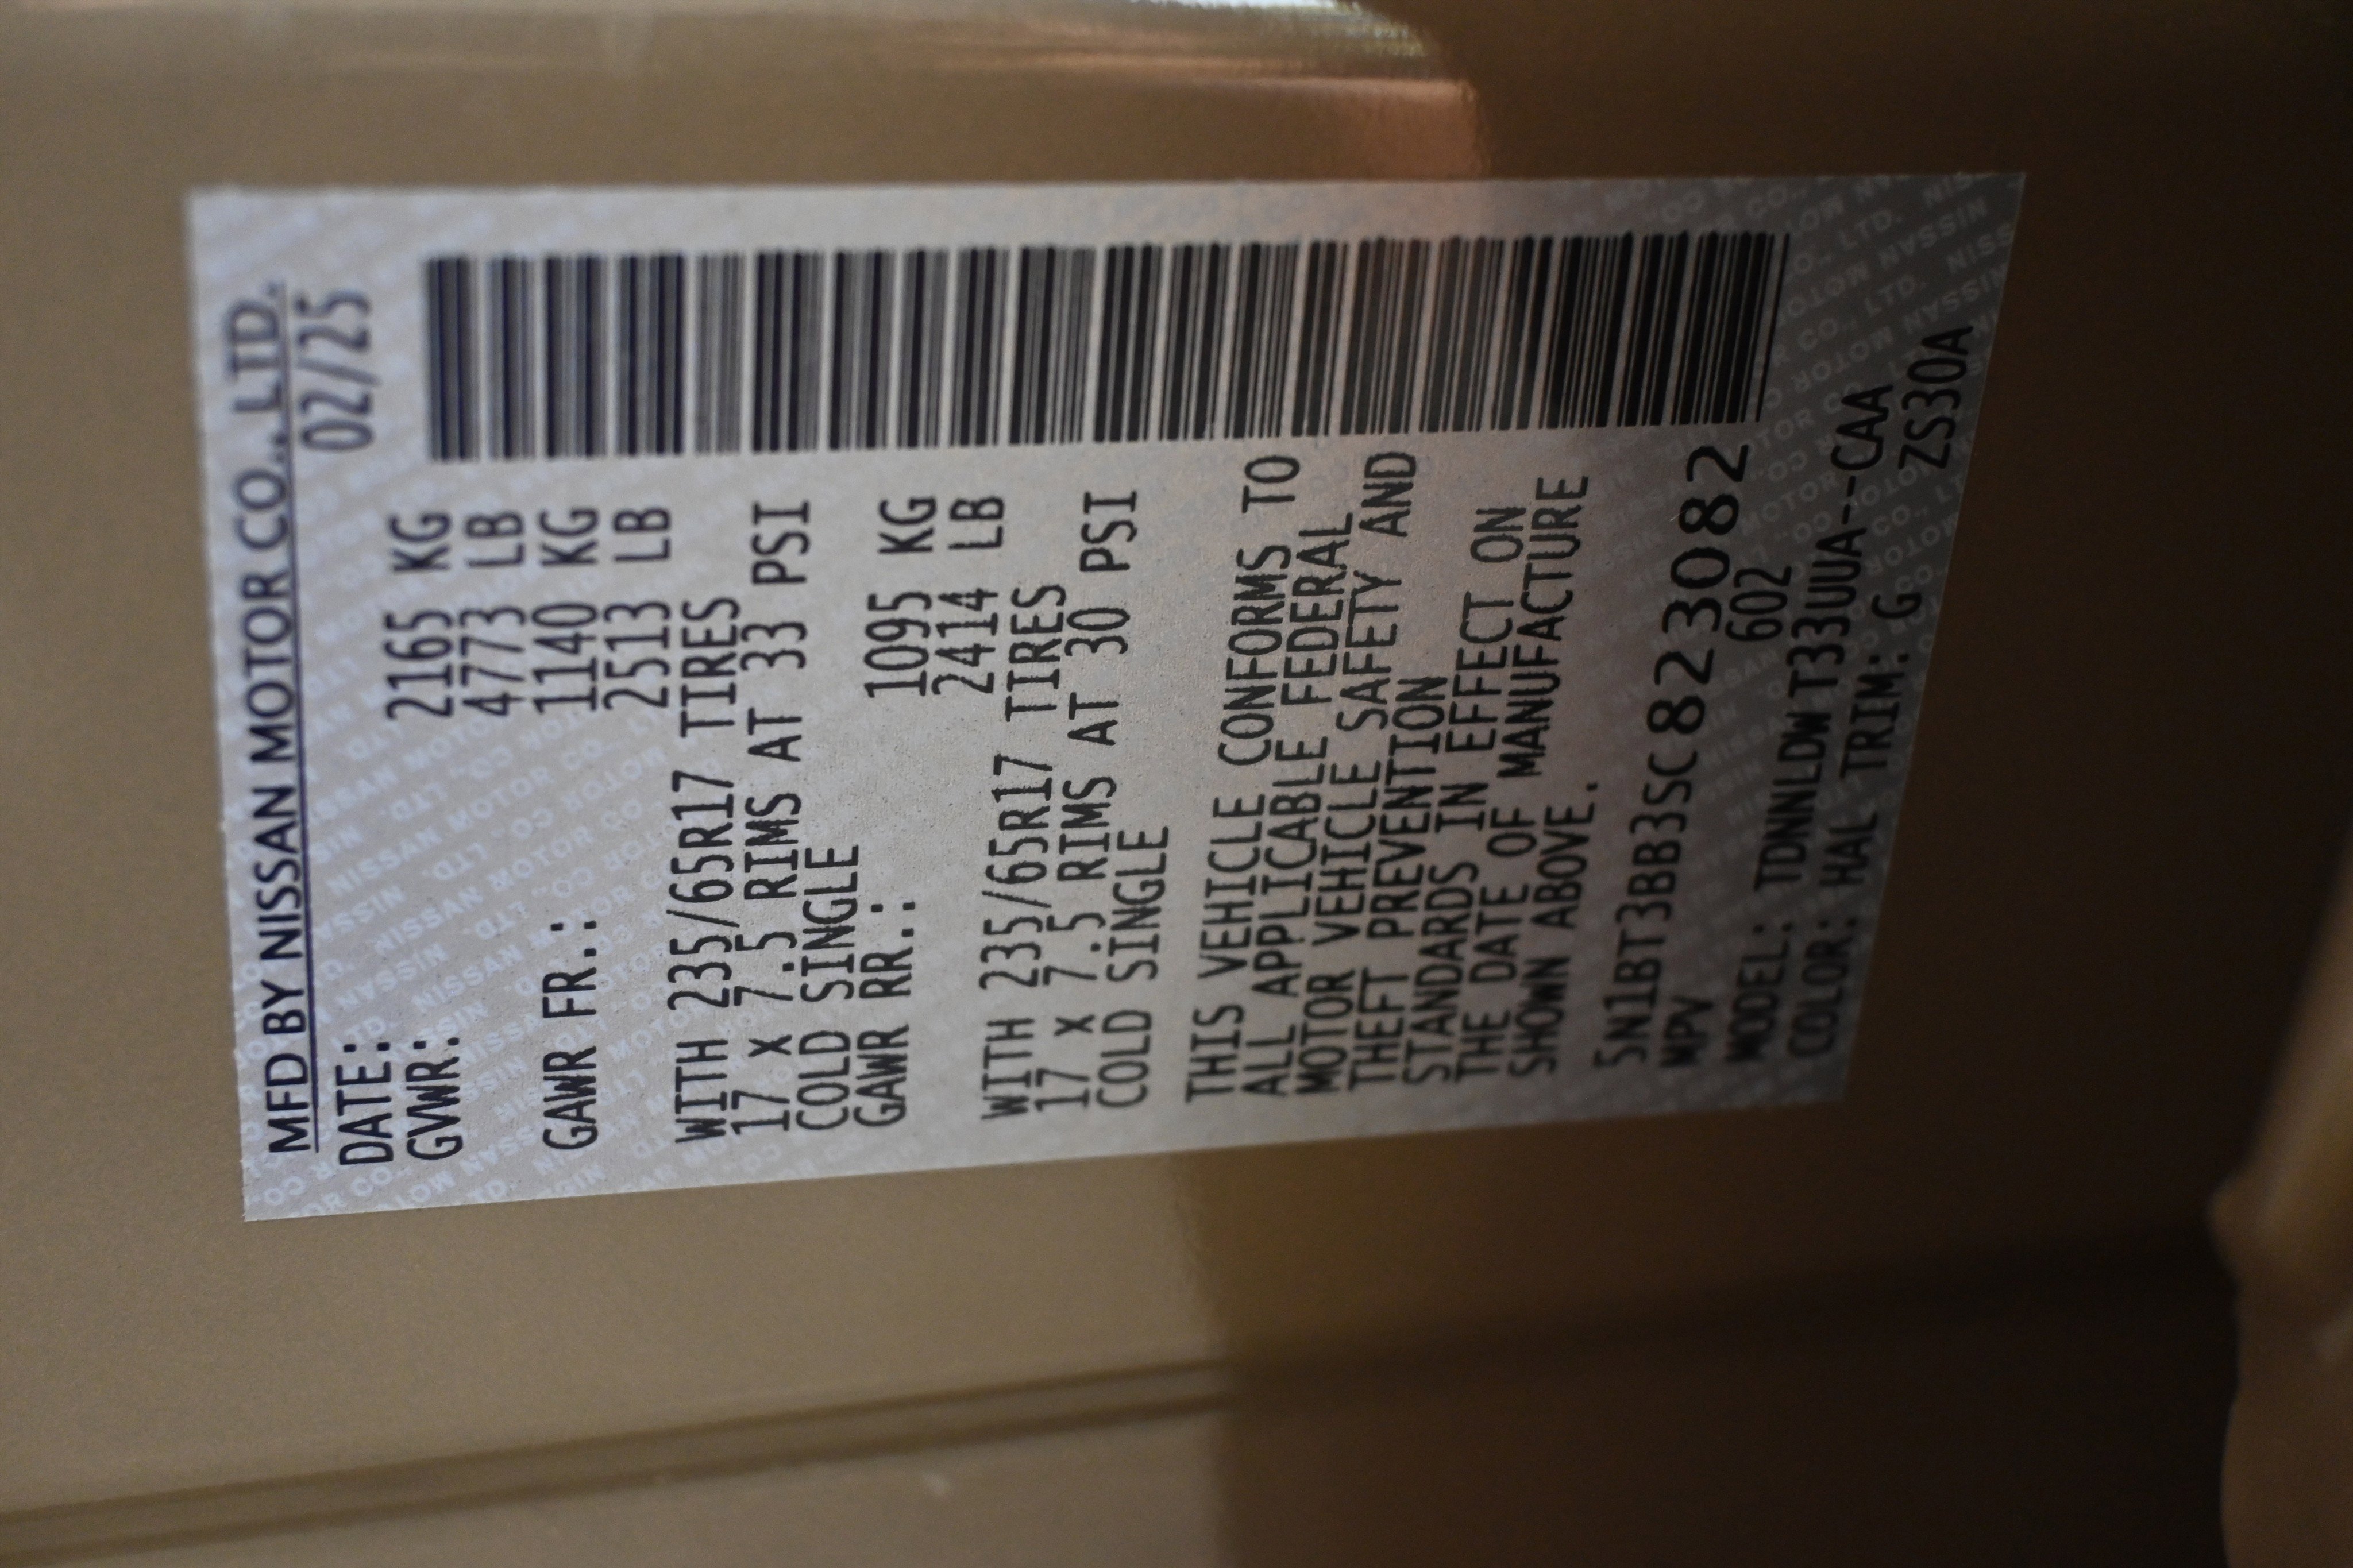 MFD BY NISSAN MOTOR CO., LTD.
DATE: 02/25
GVWR: 2165 KG
4773 LB
GAWR FR.: 1140 KG
2513 LB
WITH 235/65R17 TIRES
17 X 7.5 RIMS AT 33 PSI
COLD SINGLE
GAWR RR.: 1095 KG
2414 LB
WITH 235/65R17 TIRES
17 X 7.5 RIMS AT 30 PSI
COLD SINGLE
THIS VEHICLE CONFORMS TO
ALL APPLICABLE FEDERAL
MOTOR VEHICLE SAFETY AND
THEFT PREVENTION
STANDARDS IN EFFECT ON
THE DATE OF MANUFACTURE
SHOWN ABOVE.
5N1BT3BB3SC823082
MPV 602
MODEL: TDNNLDWT33UUA--CAA
COLOR: HAL TRIM: G ZS30A